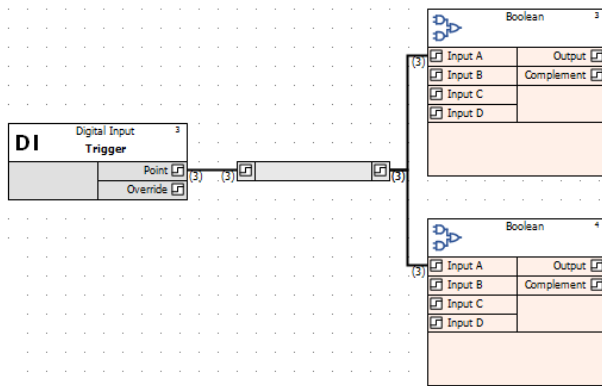 Boolean 3
Input A Output
(3)
Input B Complement
Input C
Input D
Digital Input 3
DI Trigger
Point (3) (3) (3)
Override
Boolean 4
Input A Output
(3)
Input B Complement
Input C
Input D